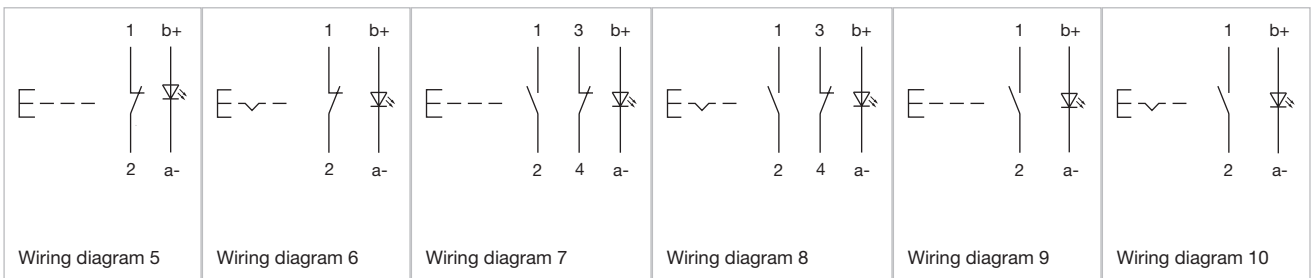 1 b+
2 a-
Wiring diagram 5
1 b+
2 a-
Wiring diagram 6
1 3 b+
2 4 a-
Wiring diagram 7
1 3 b+
2 4 a-
Wiring diagram 8
1 b+
2 a-
Wiring diagram 9
1 b+
2 a-
Wiring diagram 10